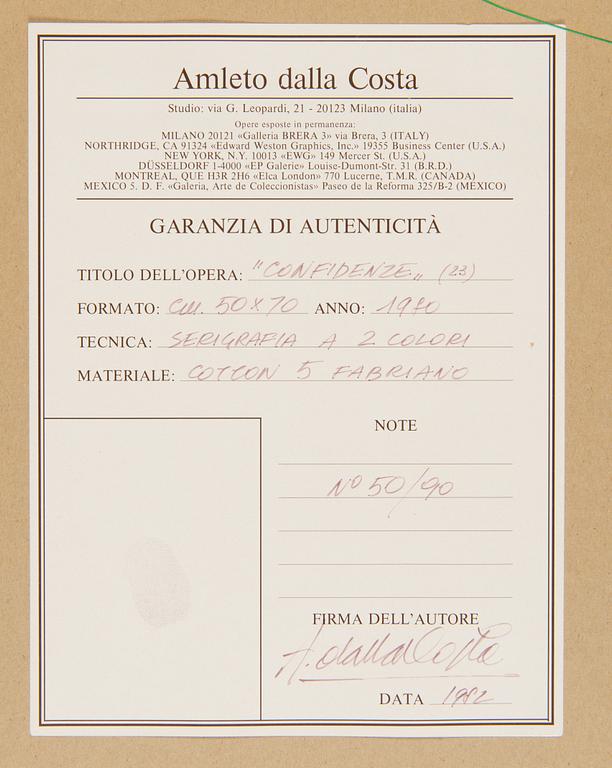 Amleto dalla Costa
Studio: via G. Leopardi, 21 - 20123 Milano (italia)
Opere esposte in permanenza:
MILANO 20121 «Galleria BRERA 3» via Brera, 3 (ITALY)
NORTHRIDGE, CA 91324 «Edward Weston Graphics, Inc.» 19355 Business Center (U.S.A.)
NEW YORK, N.Y. 10013 «EWG» 149 Mercer St. (U.S.A.)
DÜSSELDORF 1-4000 «EP Galerie» Louise-Dumont-Str. 31 (B.R.D.)
MONTREAL, QUE H3R 2H6 «Elca London» 770 Lucerne, T.M.R. (CANADA)
MEXICO 5. D. F. «Galeria, Arte de Coleccionistas» Paseo de la Reforma 325/B-2 (MEXICO)
GARANZIA DI AUTENTICITÀ
TITOLO DELL'OPERA: "CONFIDENZE„ (23)
FORMATO: cm. 50x70 ANNO: 1980
TECNICA: SERIGRAFIA A 2 COLORI
MATERIALE: COTTON 5 FABRIANO
NOTE
N° 50/90
FIRMA DELL'AUTORE
A. dalla Costa
DATA 1982